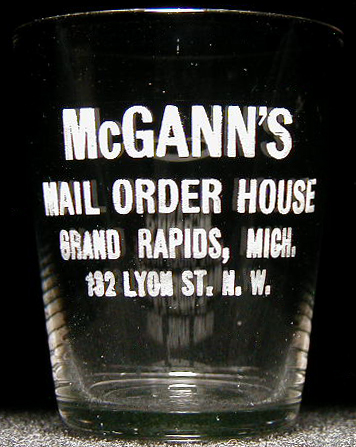 McGANN'S
MAIL ORDER HOUSE
GRAND RAPIDS, MICH.
132 LYON ST. N. W.